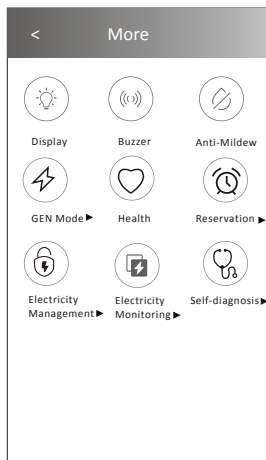 < More
Display Buzzer Anti-Mildew
GEN Mode▶ Health Reservation▶
Electricity Management▶ Electricity Monitoring▶ Self-diagnosis▶